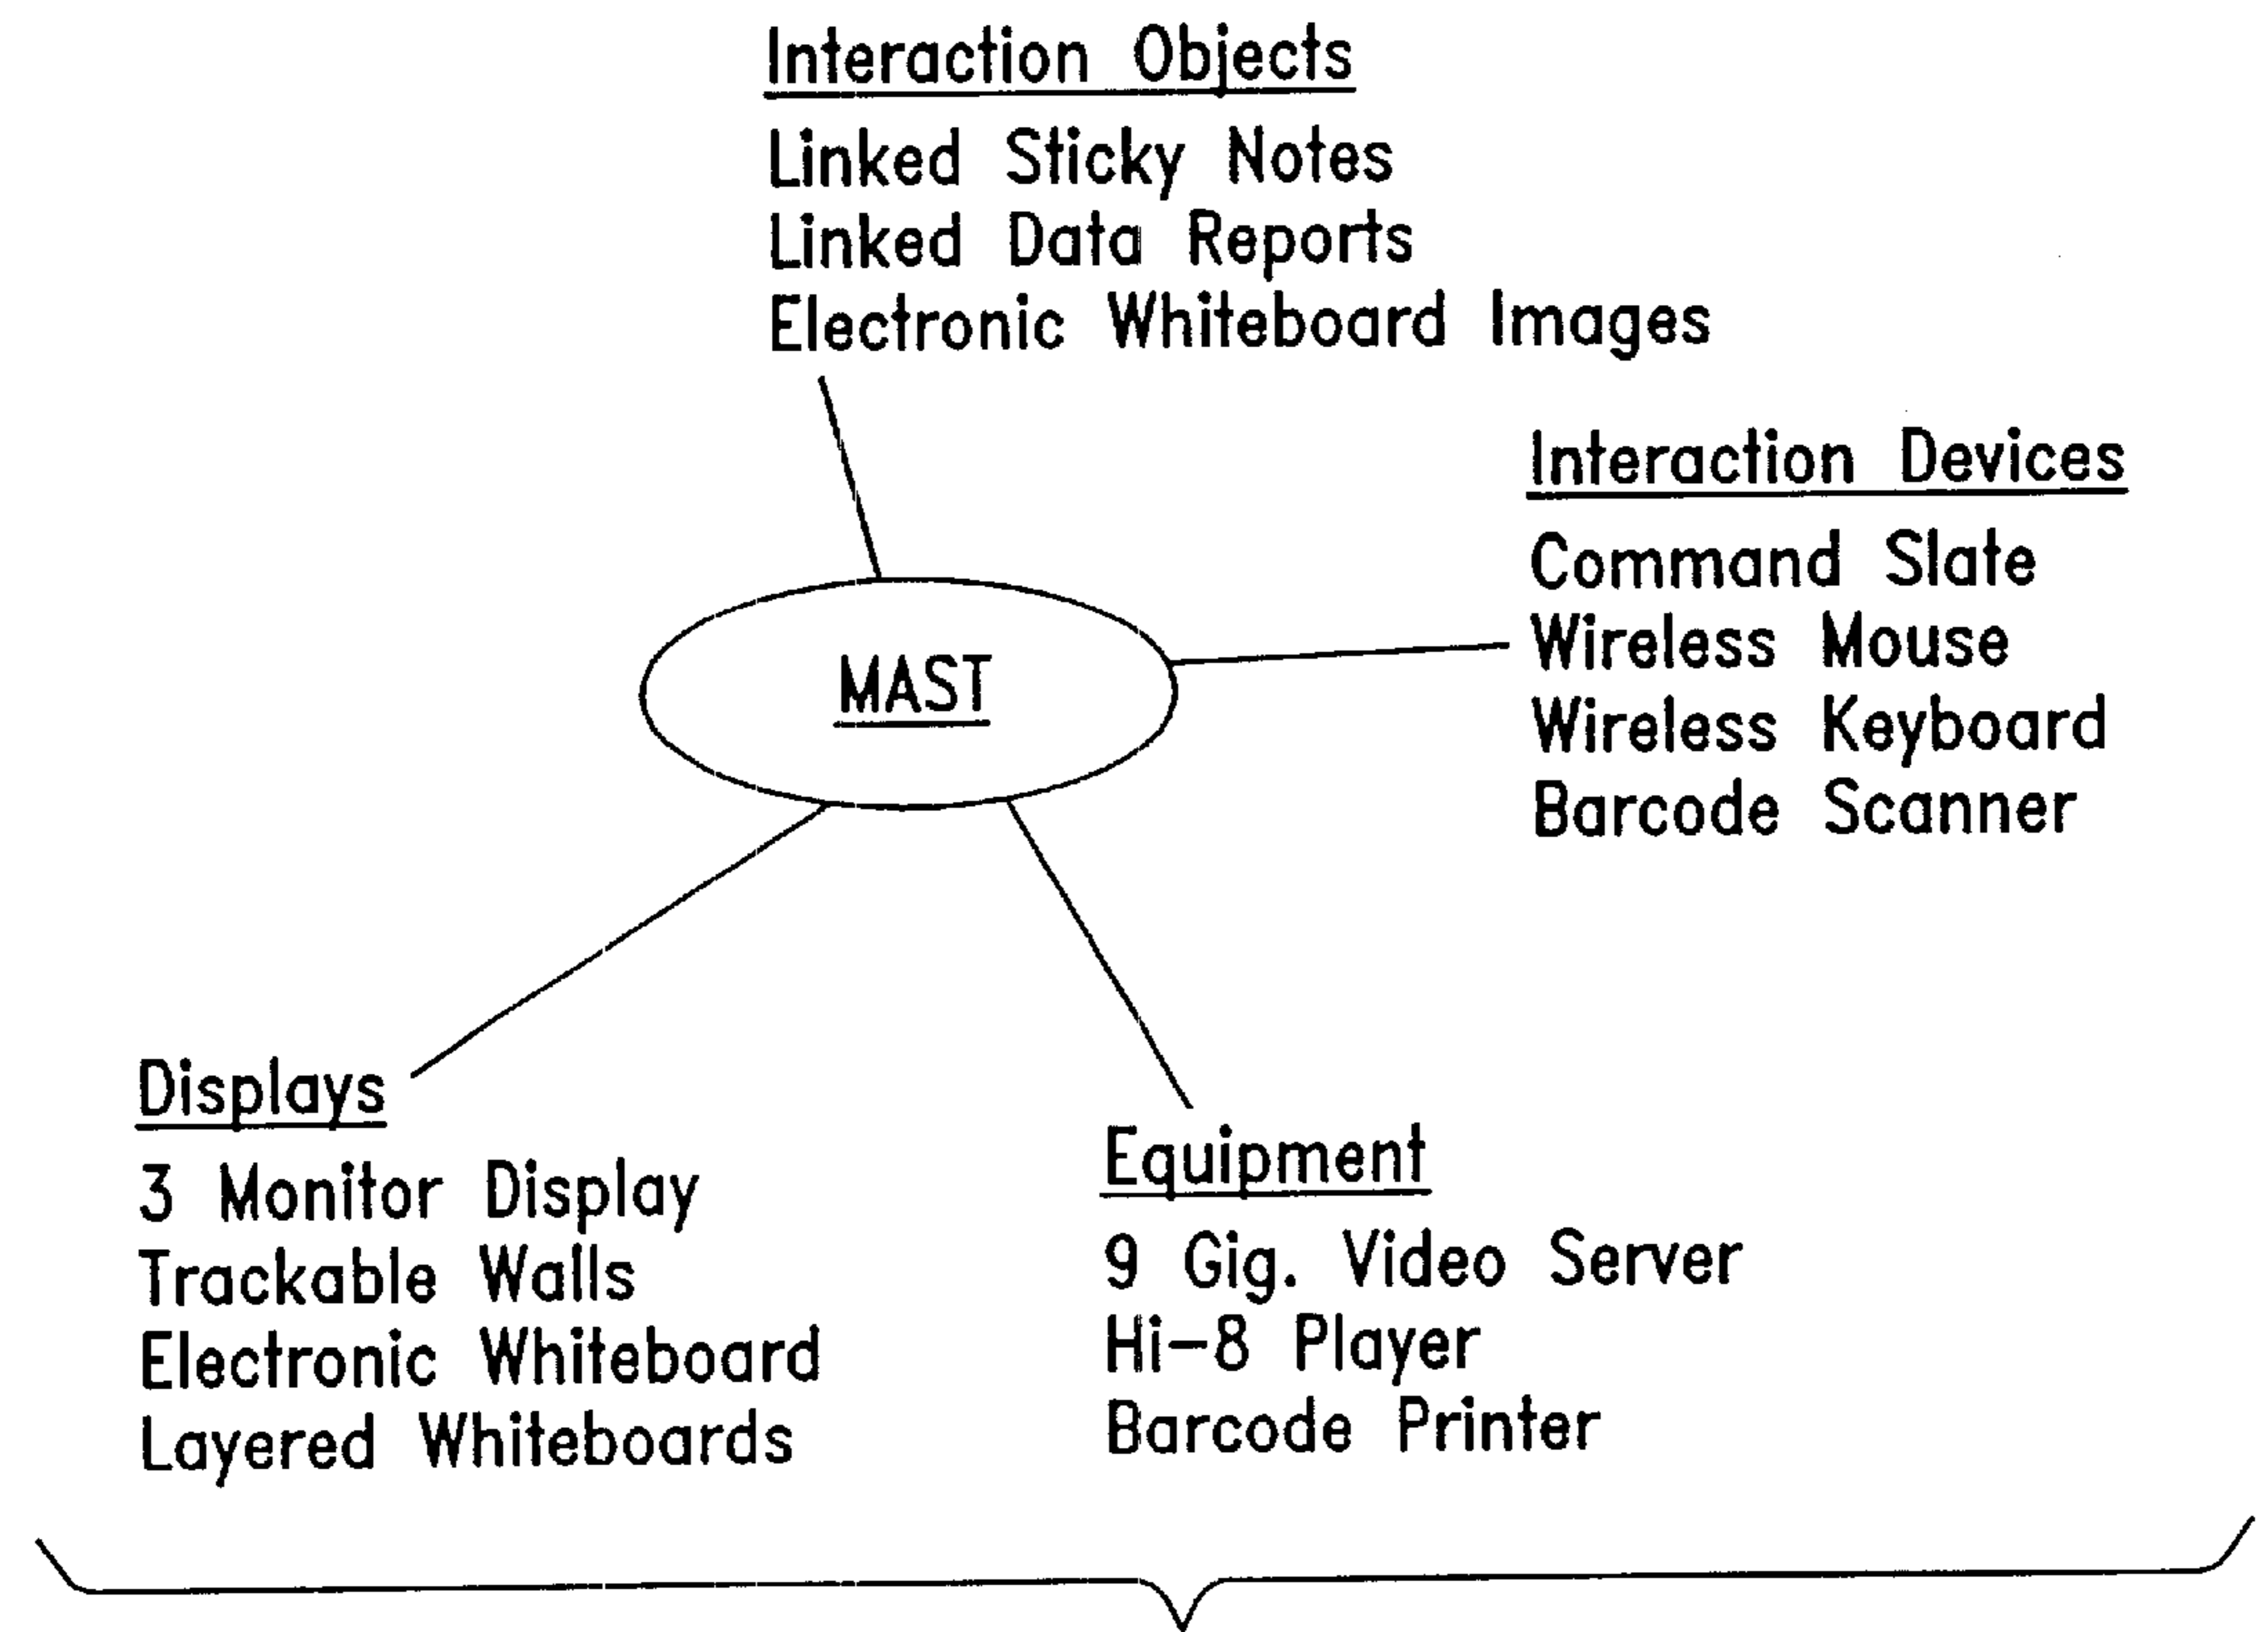 Interaction Objects
Linked Sticky Notes
Linked Data Reports
Electronic Whiteboard Images
Interaction Devices
Command Slate
Wireless Mouse
Wireless Keyboard
Barcode Scanner
MAST
Displays
3 Monitor Display
Trackable Walls
Electronic Whiteboard
Layered Whiteboards
Equipment
9 Gig. Video Server
Hi-8 Player
Barcode Printer